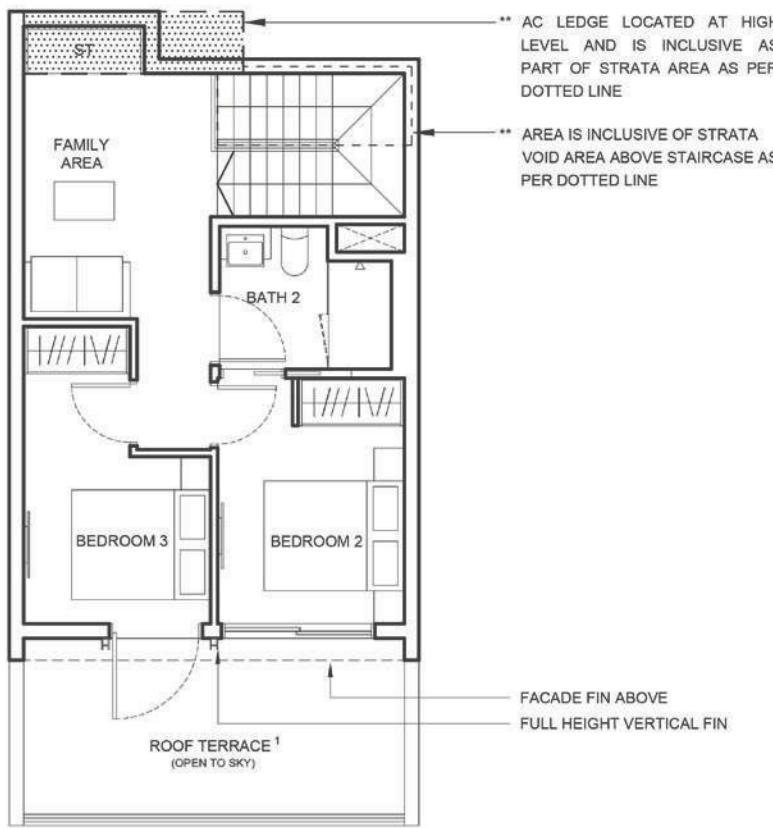 ** AC LEDGE LOCATED AT HIGH
LEVEL AND IS INCLUSIVE AS
PART OF STRATA AREA AS PER
DOTTED LINE
ST
** AREA IS INCLUSIVE OF STRATA
VOID AREA ABOVE STAIRCASE AS
PER DOTTED LINE
FAMILY
AREA
BATH 2
BEDROOM 3
BEDROOM 2
FACADE FIN ABOVE
FULL HEIGHT VERTICAL FIN
ROOF TERRACE ¹
(OPEN TO SKY)